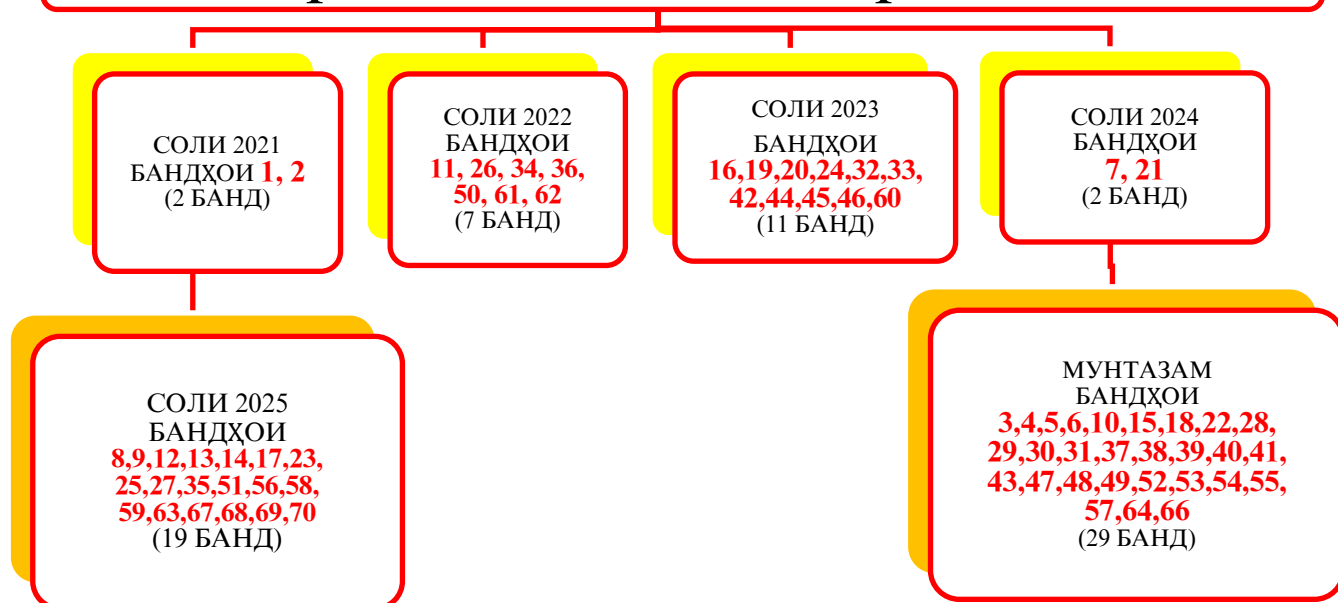 СОЛИ 2021
БАНДҲОИ 1, 2
(2 БАНД)
СОЛИ 2022
БАНДҲОИ
11, 26, 34, 36,
50, 61, 62
(7 БАНД)
СОЛИ 2023
БАНДҲОИ
16,19,20,24,32,33,
42,44,45,46,60
(11 БАНД)
СОЛИ 2024
БАНДҲОИ
7, 21
(2 БАНД)
СОЛИ 2025
БАНДҲОИ
8,9,12,13,14,17,23,
25,27,35,51,56,58,
59,63,67,68,69,70
(19 БАНД)
МУНТАЗАМ
БАНДҲОИ
3,4,5,6,10,15,18,22,28,
29,30,31,37,38,39,40,41,
43,47,48,49,52,53,54,55,
57,64,66
(29 БАНД)